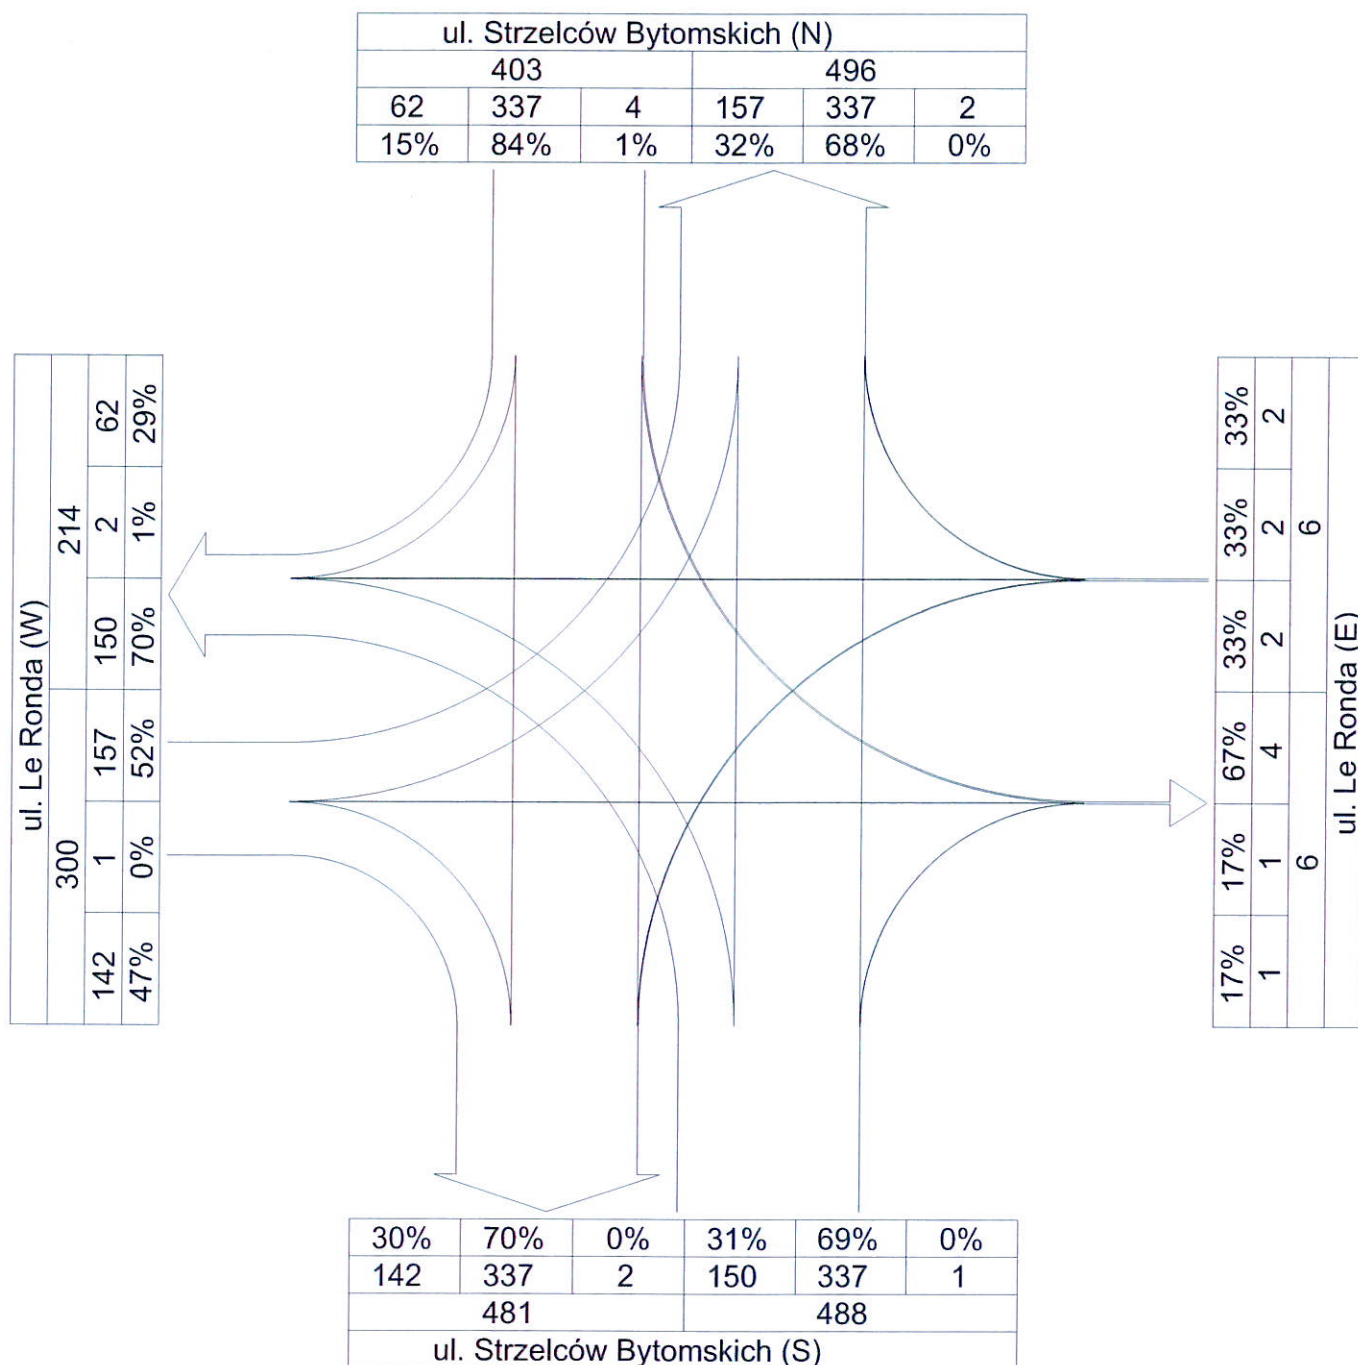 ul. Strzelców Bytomskich (N)
403 496
62 337 4 157 337 2
15% 84% 1% 32% 68% 0%
ul. Le Ronda (W)
300 214
142 1 157 150 2 62
47% 0% 52% 70% 1% 29%
33% 33% 33% 67% 17% 17%
2 2 2 4 1 1
6 6
ul. Le Ronda (E)
30% 70% 0% 31% 69% 0%
142 337 2 150 337 1
481 488
ul. Strzelców Bytomskich (S)